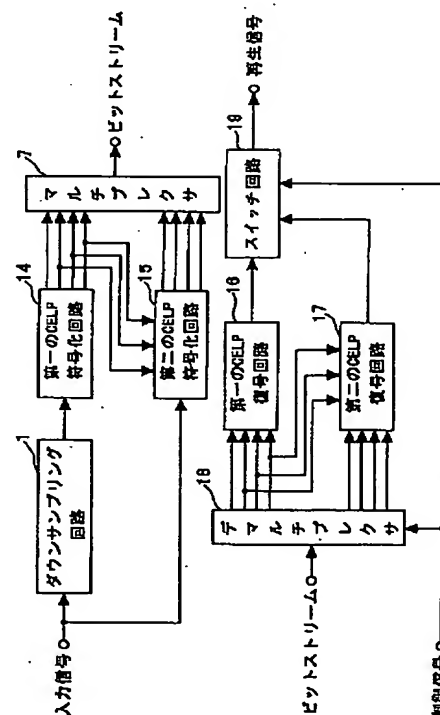 入力信号
1
ダウンサンプリング
回路
14
第一のCELP
符号化回路
15
第二のCELP
符号化回路
7
マルチプレクサ
ビットストリーム
ビットストリーム
18
デマルチプレクサ
16
第一のCELP
復号回路
17
第二のCELP
復号回路
19
スイッチ回路
再生信号